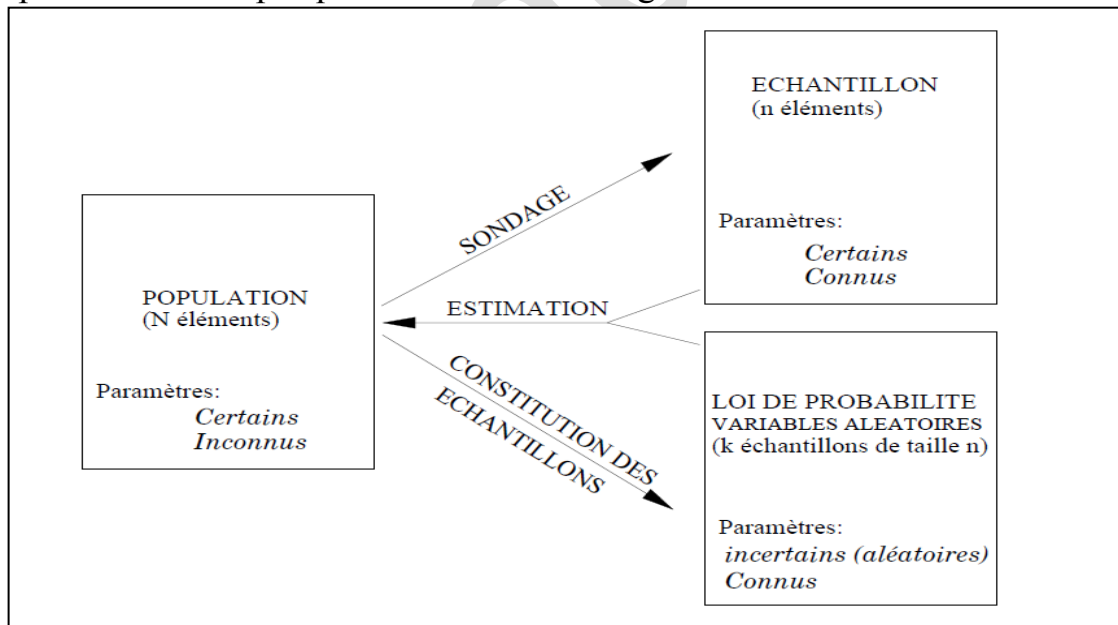 ECHANTILLON
(n éléments)
Paramètres:
Certains
Connus
SONDAGE
POPULATION
(N éléments)
Paramètres:
Certains
Inconnus
ESTIMATION
CONSTITUTION DES
ECHANTILLONS
LOI DE PROBABILITE
VARIABLES ALEATOIRES
(k échantillons de taille n)
Paramètres:
incertains (aléatoires)
Connus